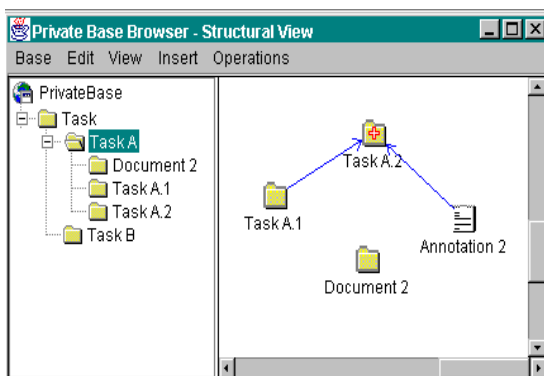 Private Base Browser - Structural View
Base Edit View Insert Operations
PrivateBase
Task
Task A
Document 2
Task A.1
Task A.2
Task B
Task A.2
Task A.1
Annotation 2
Document 2